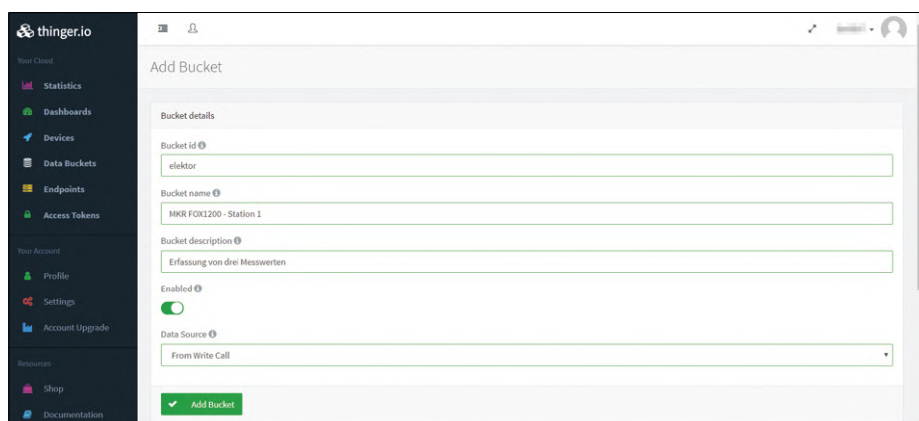 thinger.io
Your Cloud
Statistics
Dashboards
Devices
Data Buckets
Endpoints
Access Tokens
Your Account
Profile
Settings
Account Upgrade
Resources
Shop
Documentation
Add Bucket
Bucket details
Bucket id
elektor
Bucket name
MKR FOX1200 - Station 1
Bucket description
Erfassung von drei Messwerten
Enabled
Data Source
From Write Call
Add Bucket